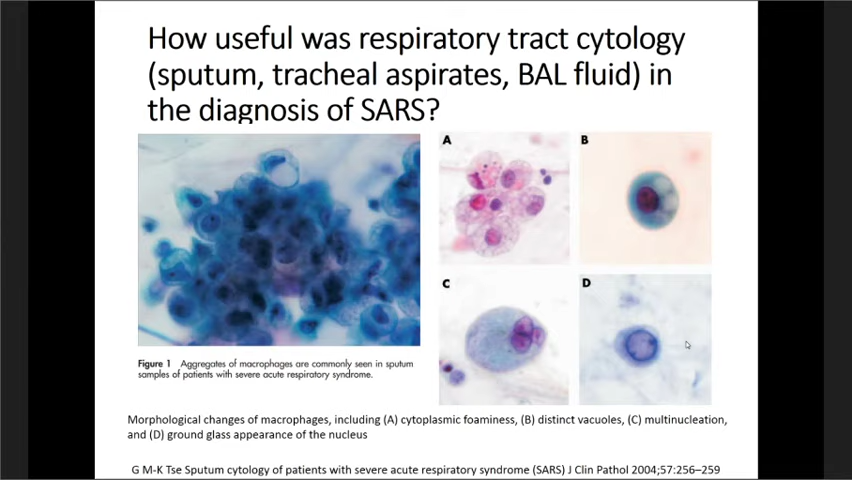 How useful was respiratory tract cytology
(sputum, tracheal aspirates, BAL fluid) in
the diagnosis of SARS?
A
B
C
D
Figure 1 Aggregates of macrophages are commonly seen in sputum
samples of patients with severe acute respiratory syndrome.
Morphological changes of macrophages, including (A) cytoplasmic foaminess, (B) distinct vacuoles, (C) multinucleation,
and (D) ground glass appearance of the nucleus
G M-K Tse Sputum cytology of patients with severe acute respiratory syndrome (SARS) J Clin Pathol 2004;57:256–259